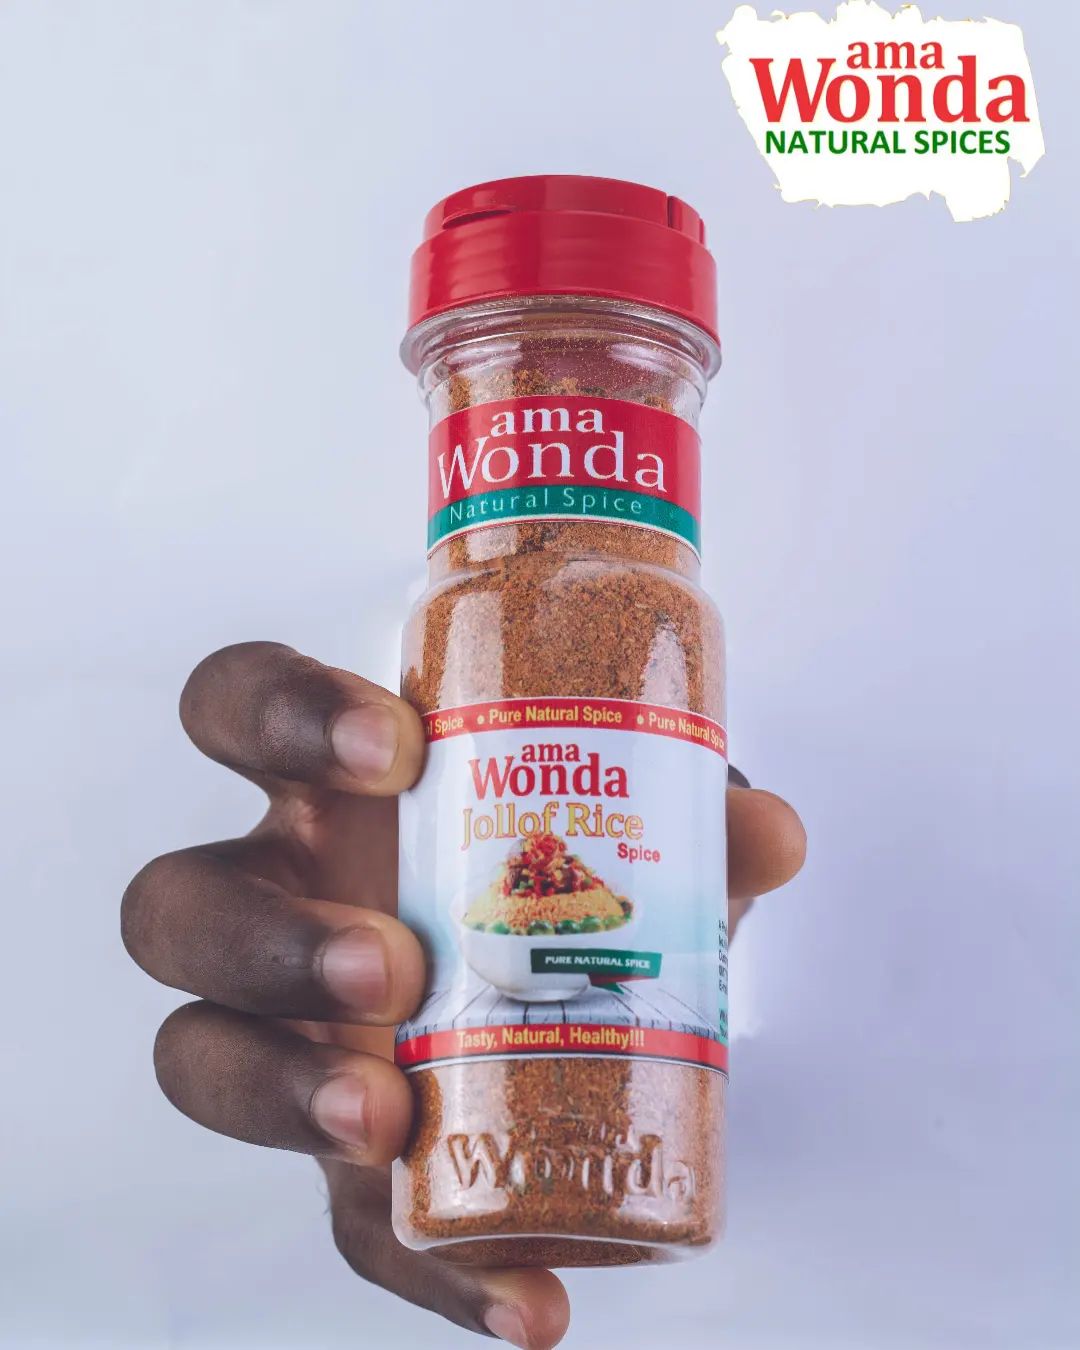 ama
Wonda
NATURAL SPICES
ama
Wonda
Natural Spice
Spice • Pure Natural Spice • Pure Natural Spice
ama
Wonda
Jollof Rice
Spice
PURE NATURAL SPICE
Tasty, Natural, Healthy!!!
Wonda